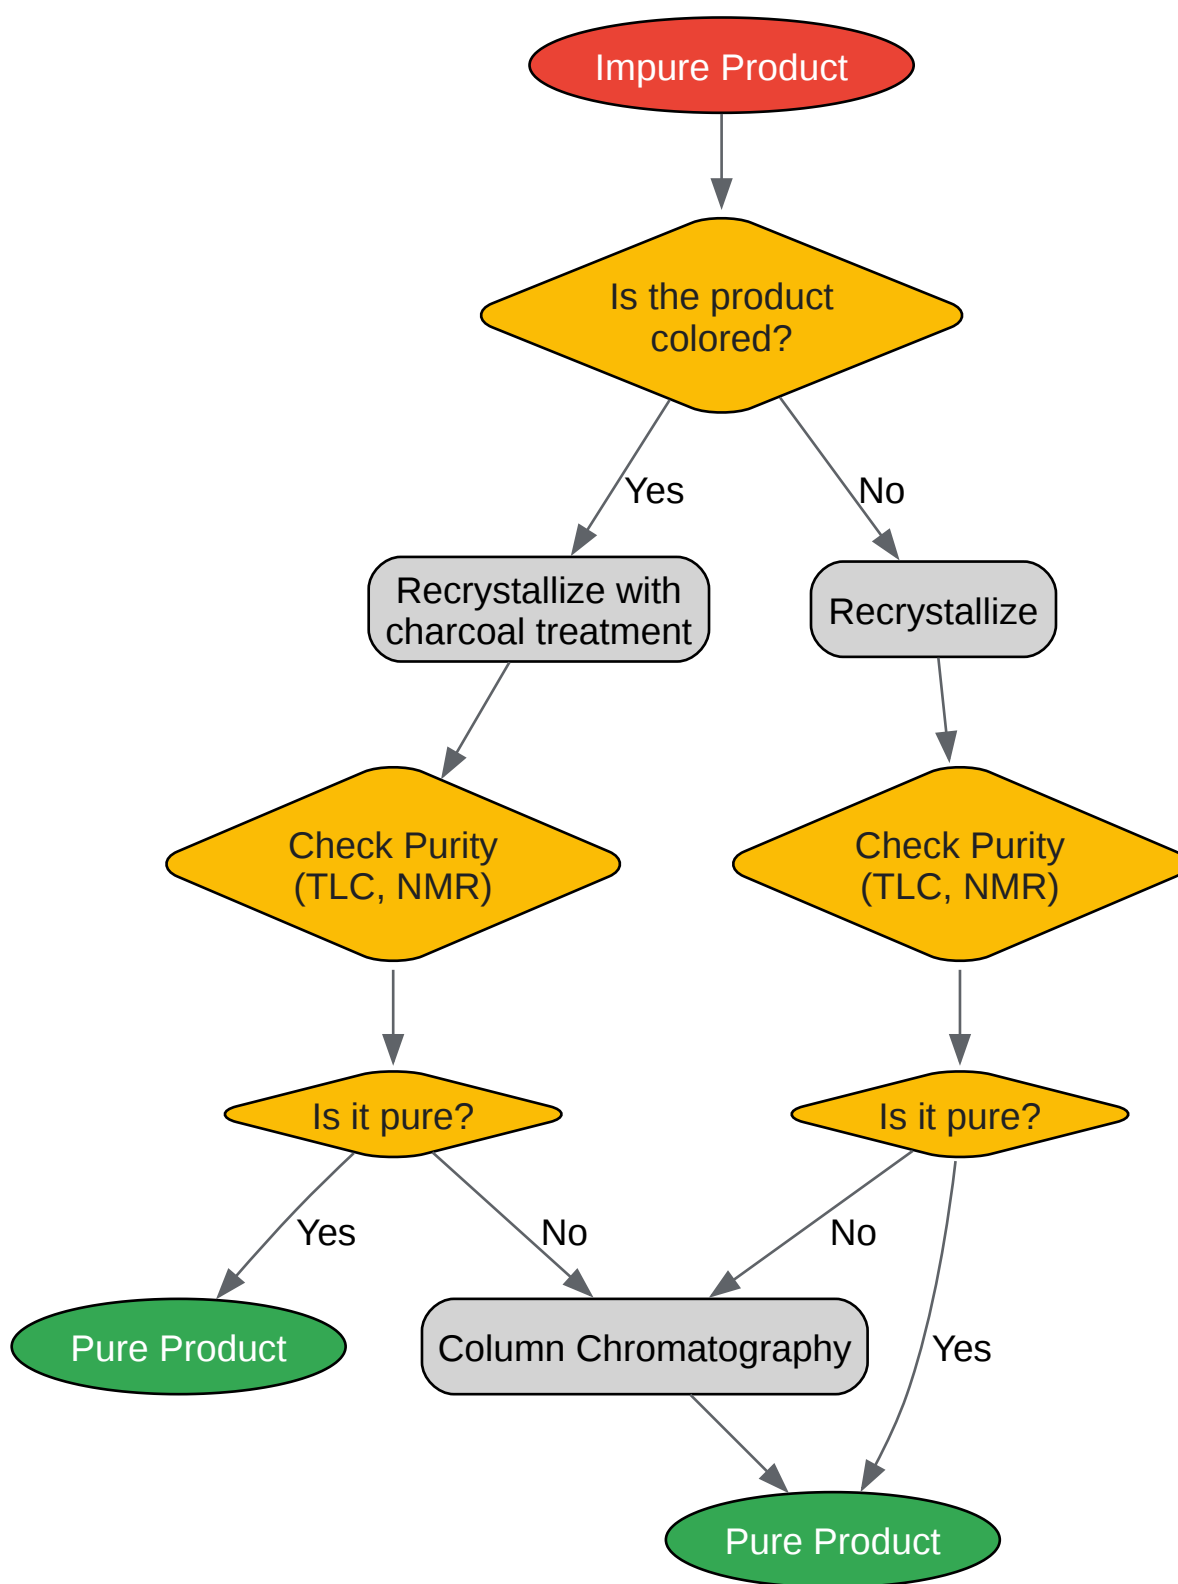 Impure Product
Is the product
colored?
Yes
No
Recrystallize with
charcoal treatment
Recrystallize
Check Purity
(TLC, NMR)
Check Purity
(TLC, NMR)
Is it pure?
Is it pure?
Yes
No
No
Pure Product
Column Chromatography
Yes
Pure Product